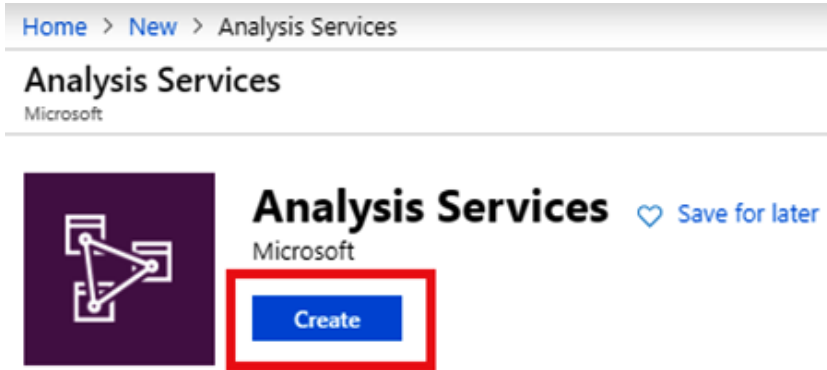 Home > New > Analysis Services
Analysis Services
Microsoft
Analysis Services
Save for later
Microsoft
Create